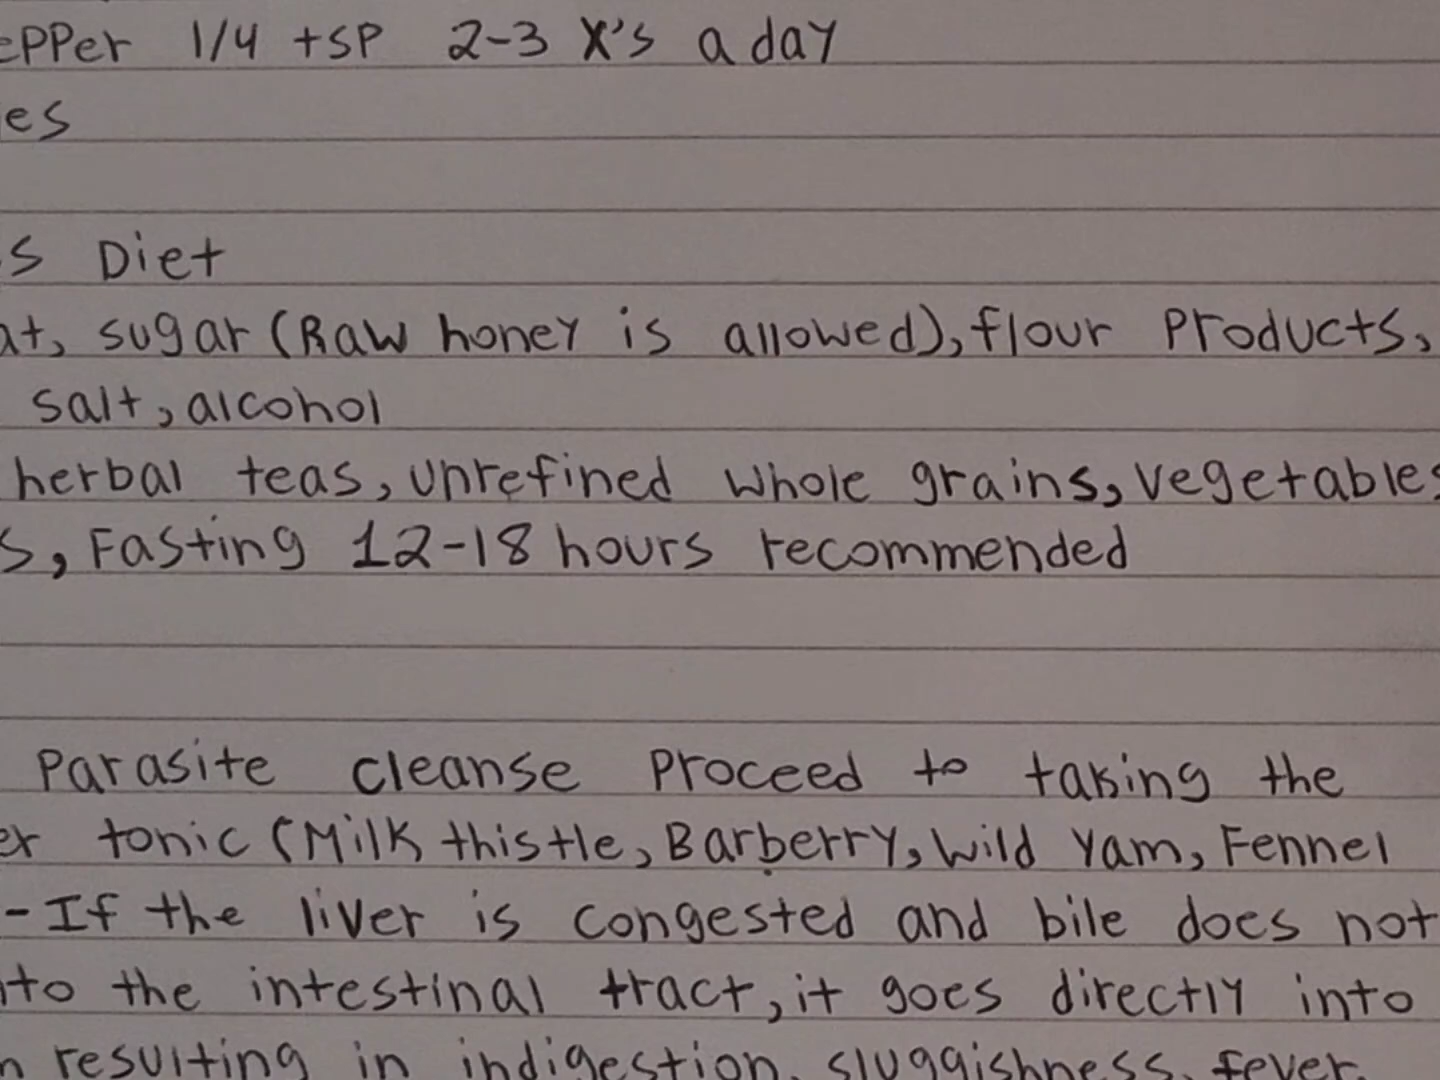 epper 1/4 tsp 2-3 X's a day
es
s Diet
at, sugar (Raw honey is allowed), flour Products,
salt, alcohol
herbal teas, unrefined whole grains, vegetables
s, Fasting 12-18 hours recommended
Parasite cleanse Proceed to taking the
er tonic (Milk thistle, Barberry, Wild Yam, Fennel
-If the liver is congested and bile does not
nto the intestinal tract, it goes directly into
n resulting in indigestion, sluggishness, fever,